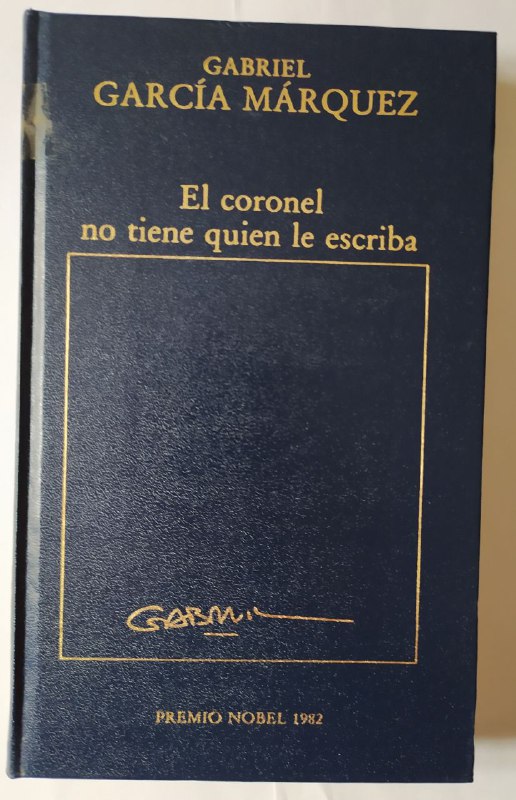 GABRIEL
GARCÍA MÁRQUEZ
El coronel
no tiene quien le escriba
PREMIO NOBEL 1982